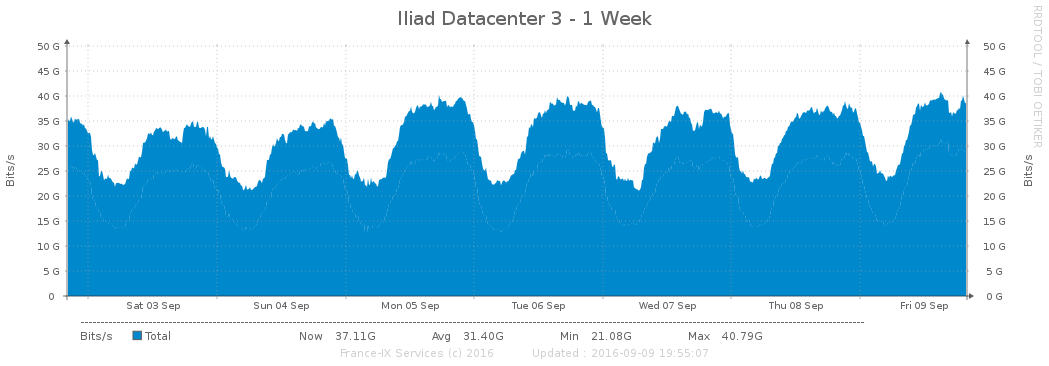 Iliad Datacenter 3 - 1 Week
RRDTOOL / TOBI OETIKER
50 G 50 G
45 G 45 G
40 G 40 G
35 G 35 G
30 G 30 G
25 G 25 G
20 G 20 G
15 G 15 G
10 G 10 G
5 G 5 G
0 0 G
Bits/s
Bits/s
Sat 03 Sep Sun 04 Sep Mon 05 Sep Tue 06 Sep Wed 07 Sep Thu 08 Sep Fri 09 Sep
Bits/s Total Now 37.11G Avg 31.40G Min 21.08G Max 40.79G
France-IX Services (c) 2016 Updated : 2016-09-09 19:55:07